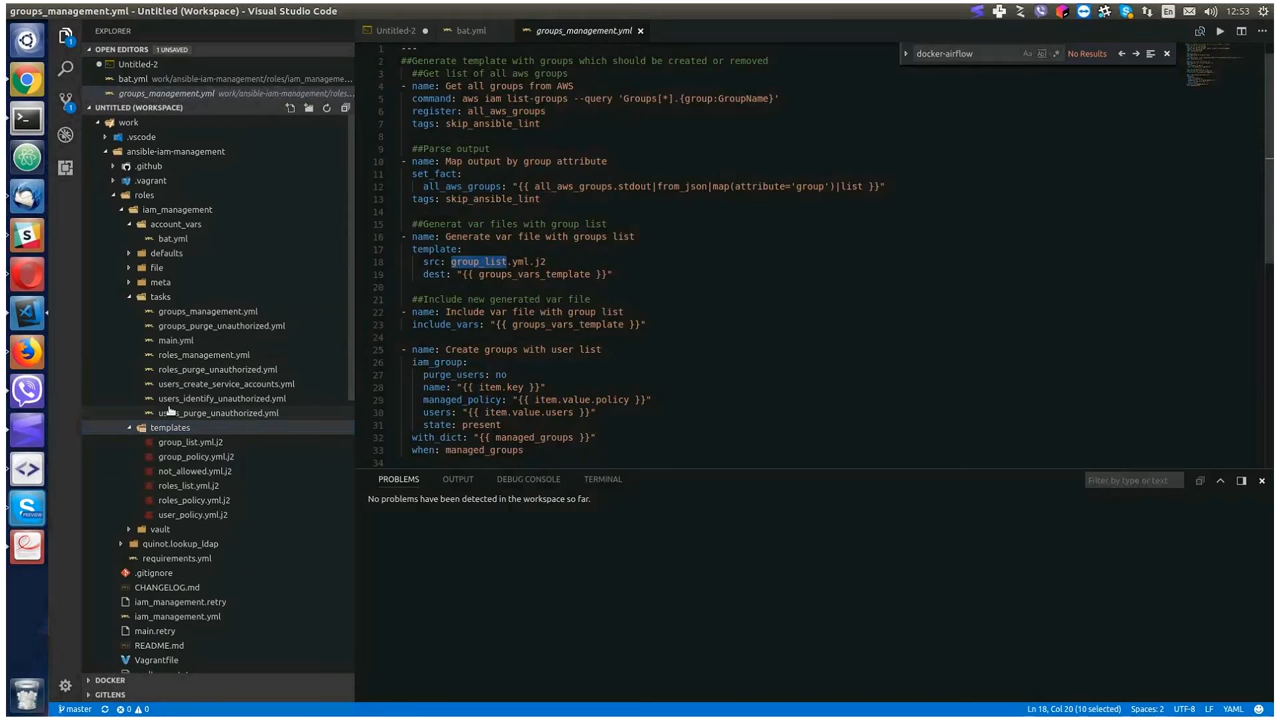 groups_management.yml - Untitled (Workspace) - Visual Studio Code
En
12:53
EXPLORER
OPEN EDITORS 1 UNSAVED
Untitled-2
bat.yml work/ansible-iam-management/roles/iam_manageme...
groups_management.yml work/ansible-iam-management/roles...
UNTITLED (WORKSPACE)
work
.vscode
ansible-iam-management
.github
.vagrant
roles
iam_management
account_vars
bat.yml
defaults
file
meta
tasks
groups_management.yml
groups_purge_unauthorized.yml
main.yml
roles_management.yml
roles_purge_unauthorized.yml
users_create_service_accounts.yml
users_identify_unauthorized.yml
users_purge_unauthorized.yml
templates
group_list.yml.j2
group_policy.yml.j2
not_allowed.yml.j2
roles_list.yml.j2
roles_policy.yml.j2
user_policy.yml.j2
vault
quinot.lookup_ldap
requirements.yml
.gitignore
CHANGELOG.md
iam_management.retry
iam_management.yml
main.retry
README.md
Vagrantfile
DOCKER
GITLENS
Untitled-2
bat.yml
groups_management.yml
docker-airflow
Aa
No Results
1 ---
2 ##Generate template with groups which should be created or removed
3 ##Get list of all aws groups
4 - name: Get all groups from AWS
5 command: aws iam list-groups --query 'Groups[*].{group:GroupName}'
6 register: all_aws_groups
7 tags: skip_ansible_lint
8
9 ##Parse output
10 - name: Map output by group attribute
11 set_fact:
12 all_aws_groups: "{{ all_aws_groups.stdout|from_json|map(attribute='group')|list }}"
13 tags: skip_ansible_lint
14
15 ##Generat var files with group list
16 - name: Generate var file with groups list
17 template:
18 src: group_list.yml.j2
19 dest: "{{ groups_vars_template }}"
20
21 ##Include new generated var file
22 - name: Include var file with group list
23 include_vars: "{{ groups_vars_template }}"
24
25 - name: Create groups with user list
26 iam_group:
27 purge_users: no
28 name: "{{ item.key }}"
29 managed_policy: "{{ item.value.policy }}"
30 users: "{{ item.value.users }}"
31 state: present
32 with_dict: "{{ managed_groups }}"
33 when: managed_groups
34
PROBLEMS OUTPUT DEBUG CONSOLE TERMINAL
Filter by type or text
No problems have been detected in the workspace so far.
PREVIEW
master 0 0
Ln 18, Col 20 (10 selected) Spaces: 2 UTF-8 LF YAML